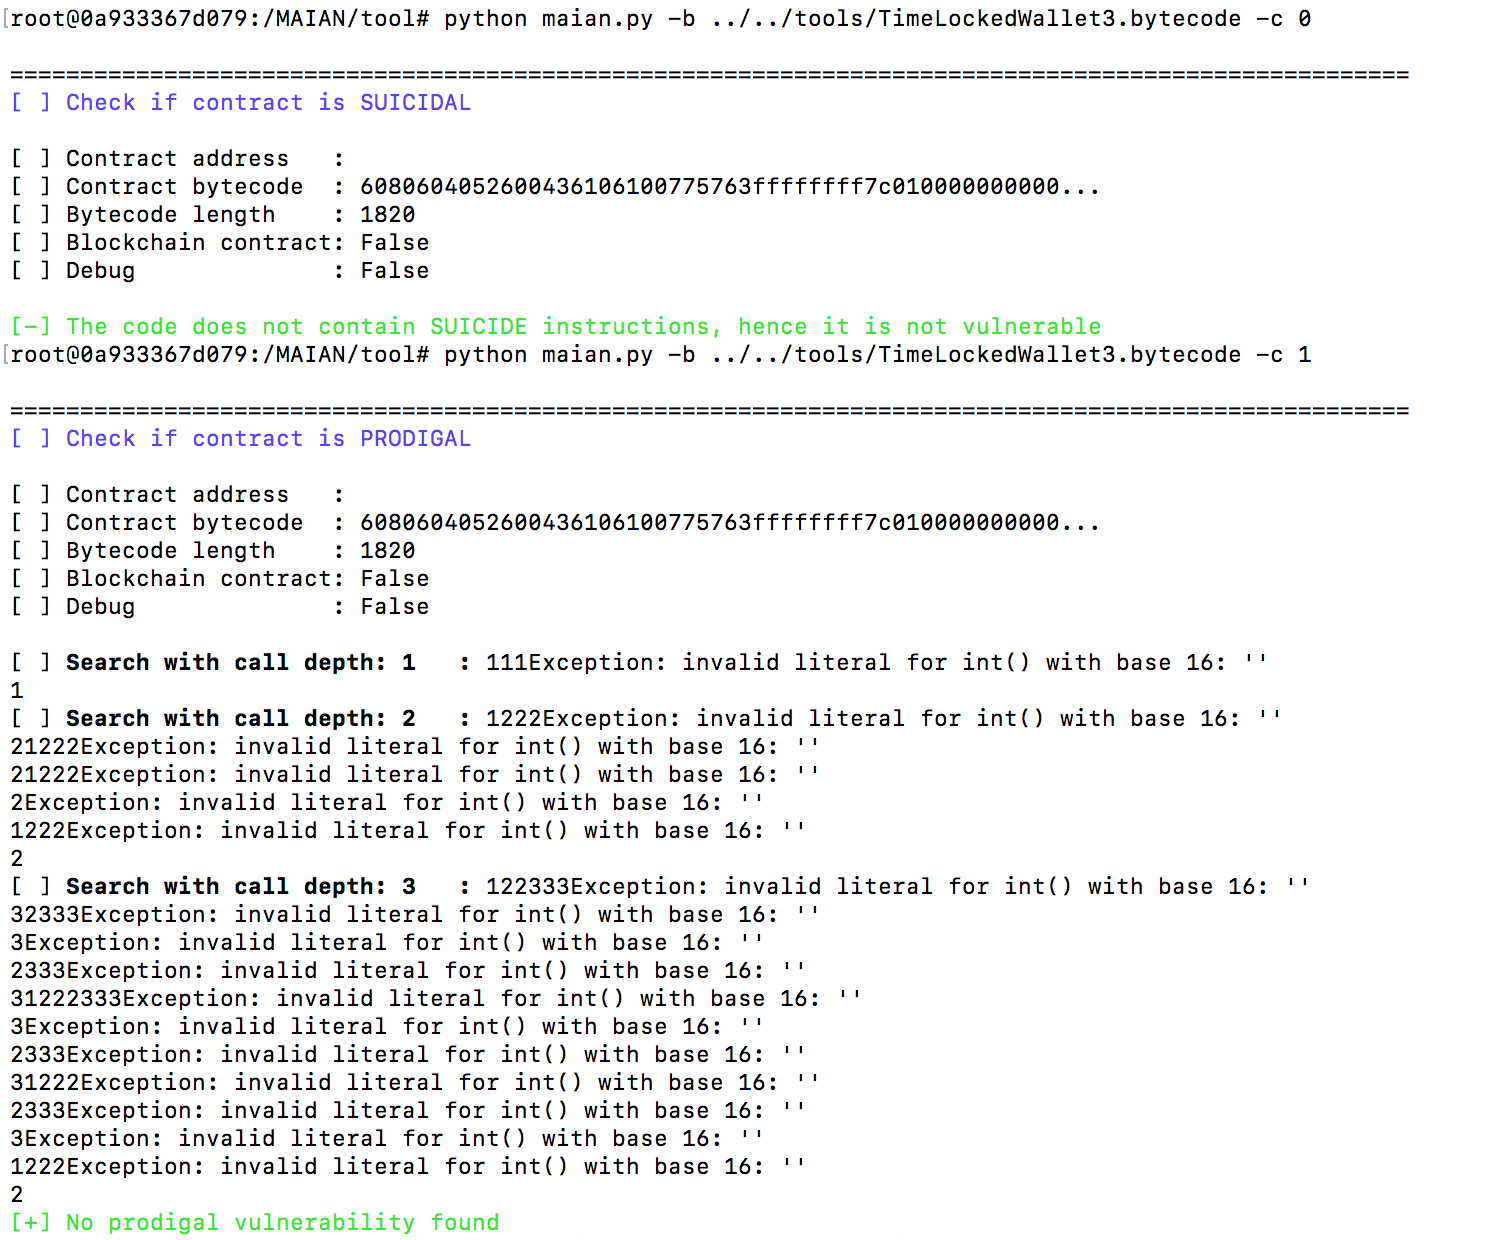 [root@0a933367d079:/MAIAN/tool# python maian.py -b ../../tools/TimeLockedWallet3.bytecode -c 0
====================================================================================================
[ ] Check if contract is SUICIDAL
[ ] Contract address   :
[ ] Contract bytecode  : 6080604052600436106100775763ffffffff7c010000000000...
[ ] Bytecode length    : 1820
[ ] Blockchain contract: False
[ ] Debug              : False
[-] The code does not contain SUICIDE instructions, hence it is not vulnerable
[root@0a933367d079:/MAIAN/tool# python maian.py -b ../../tools/TimeLockedWallet3.bytecode -c 1
====================================================================================================
[ ] Check if contract is PRODIGAL
[ ] Contract address   :
[ ] Contract bytecode  : 6080604052600436106100775763ffffffff7c010000000000...
[ ] Bytecode length    : 1820
[ ] Blockchain contract: False
[ ] Debug              : False
[ ] Search with call depth: 1   : 111Exception: invalid literal for int() with base 16: ''
1
[ ] Search with call depth: 2   : 1222Exception: invalid literal for int() with base 16: ''
21222Exception: invalid literal for int() with base 16: ''
21222Exception: invalid literal for int() with base 16: ''
2Exception: invalid literal for int() with base 16: ''
1222Exception: invalid literal for int() with base 16: ''
2
[ ] Search with call depth: 3   : 122333Exception: invalid literal for int() with base 16: ''
32333Exception: invalid literal for int() with base 16: ''
3Exception: invalid literal for int() with base 16: ''
2333Exception: invalid literal for int() with base 16: ''
31222333Exception: invalid literal for int() with base 16: ''
3Exception: invalid literal for int() with base 16: ''
2333Exception: invalid literal for int() with base 16: ''
31222Exception: invalid literal for int() with base 16: ''
2333Exception: invalid literal for int() with base 16: ''
3Exception: invalid literal for int() with base 16: ''
1222Exception: invalid literal for int() with base 16: ''
2
[+] No prodigal vulnerability found